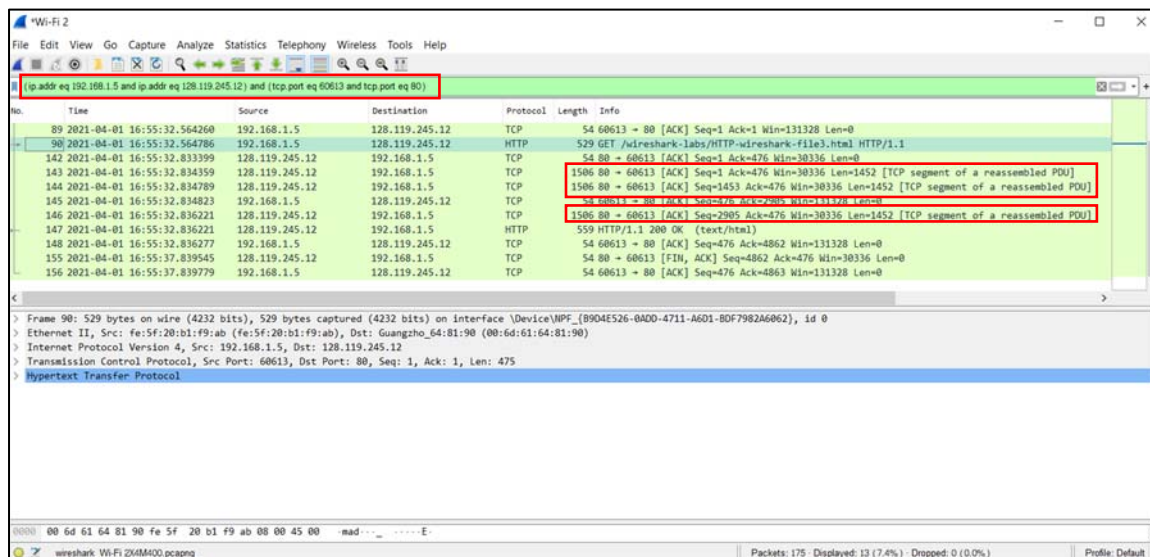 *Wi-Fi 2
File Edit View Go Capture Analyze Statistics Telephony Wireless Tools Help
(ip.addr eq 192.168.1.5 and ip.addr eq 128.119.245.12) and (tcp.port eq 60613 and tcp.port eq 80)
No. Time Source Destination Protocol Length Info
89 2021-04-01 16:55:32.564260 192.168.1.5 128.119.245.12 TCP 54 60613 → 80 [ACK] Seq=1 Ack=1 Win=131328 Len=0
90 2021-04-01 16:55:32.564786 192.168.1.5 128.119.245.12 HTTP 529 GET /wireshark-labs/HTTP-wireshark-file3.html HTTP/1.1
142 2021-04-01 16:55:32.833399 128.119.245.12 192.168.1.5 TCP 54 80 → 60613 [ACK] Seq=1 Ack=476 Win=30336 Len=0
143 2021-04-01 16:55:32.834359 128.119.245.12 192.168.1.5 TCP 1506 80 → 60613 [ACK] Seq=1 Ack=476 Win=30336 Len=1452 [TCP segment of a reassembled PDU]
144 2021-04-01 16:55:32.834789 128.119.245.12 192.168.1.5 TCP 1506 80 → 60613 [ACK] Seq=1453 Ack=476 Win=30336 Len=1452 [TCP segment of a reassembled PDU]
145 2021-04-01 16:55:32.834823 192.168.1.5 128.119.245.12 TCP 54 60613 → 80 [ACK] Seq=476 Ack=2905 Win=131328 Len=0
146 2021-04-01 16:55:32.836221 128.119.245.12 192.168.1.5 TCP 1506 80 → 60613 [ACK] Seq=2905 Ack=476 Win=30336 Len=1452 [TCP segment of a reassembled PDU]
147 2021-04-01 16:55:32.836221 128.119.245.12 192.168.1.5 HTTP 559 HTTP/1.1 200 OK (text/html)
148 2021-04-01 16:55:32.836277 192.168.1.5 128.119.245.12 TCP 54 60613 → 80 [ACK] Seq=476 Ack=4862 Win=131328 Len=0
155 2021-04-01 16:55:37.839545 128.119.245.12 192.168.1.5 TCP 54 80 → 60613 [FIN, ACK] Seq=4862 Ack=476 Win=30336 Len=0
156 2021-04-01 16:55:37.839779 192.168.1.5 128.119.245.12 TCP 54 60613 → 80 [ACK] Seq=476 Ack=4863 Win=131328 Len=0
> Frame 90: 529 bytes on wire (4232 bits), 529 bytes captured (4232 bits) on interface \Device\NPF_{B9D4E526-0ADD-4711-A6D1-BDF7982A6062}, id 0
> Ethernet II, Src: fe:5f:20:b1:f9:ab (fe:5f:20:b1:f9:ab), Dst: Guangzho_64:81:90 (00:6d:61:64:81:90)
> Internet Protocol Version 4, Src: 192.168.1.5, Dst: 128.119.245.12
> Transmission Control Protocol, Src Port: 60613, Dst Port: 80, Seq: 1, Ack: 1, Len: 475
> Hypertext Transfer Protocol
0000 00 6d 61 64 81 90 fe 5f 20 b1 f9 ab 08 00 45 00 ·mad···_ ·····E·
wireshark_Wi-Fi 2X4M400.pcapng Packets: 175 · Displayed: 13 (7.4%) · Dropped: 0 (0.0%) Profile: Default